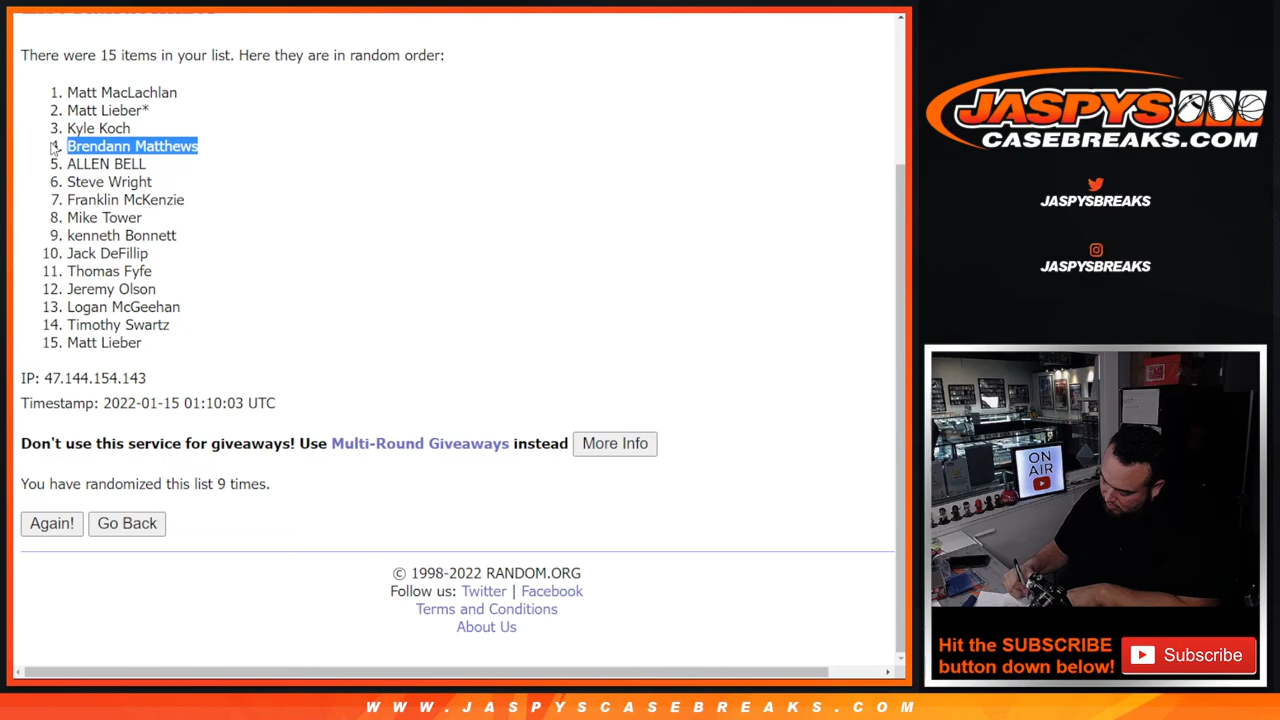 There were 15 items in your list. Here they are in random order:
1. Matt MacLachlan
2. Matt Lieber*
3. Kyle Koch
4. Brendann Matthews
5. ALLEN BELL
6. Steve Wright
7. Franklin McKenzie
8. Mike Tower
9. kenneth Bonnett
10. Jack DeFillip
11. Thomas Fyfe
12. Jeremy Olson
13. Logan McGeehan
14. Timothy Swartz
15. Matt Lieber
IP: 47.144.154.143
Timestamp: 2022-01-15 01:10:03 UTC
Don't use this service for giveaways! Use Multi-Round Giveaways instead More Info
You have randomized this list 9 times.
Again! Go Back
© 1998-2022 RANDOM.ORG
Follow us: Twitter | Facebook
Terms and Conditions
About Us
JASPYS
CASEBREAKS.COM
JASPYSBREAKS
JASPYSBREAKS
ON
AIR
Hit the SUBSCRIBE
button down below!
Subscribe
WWW.JASPYSCASEBREAKS.COM